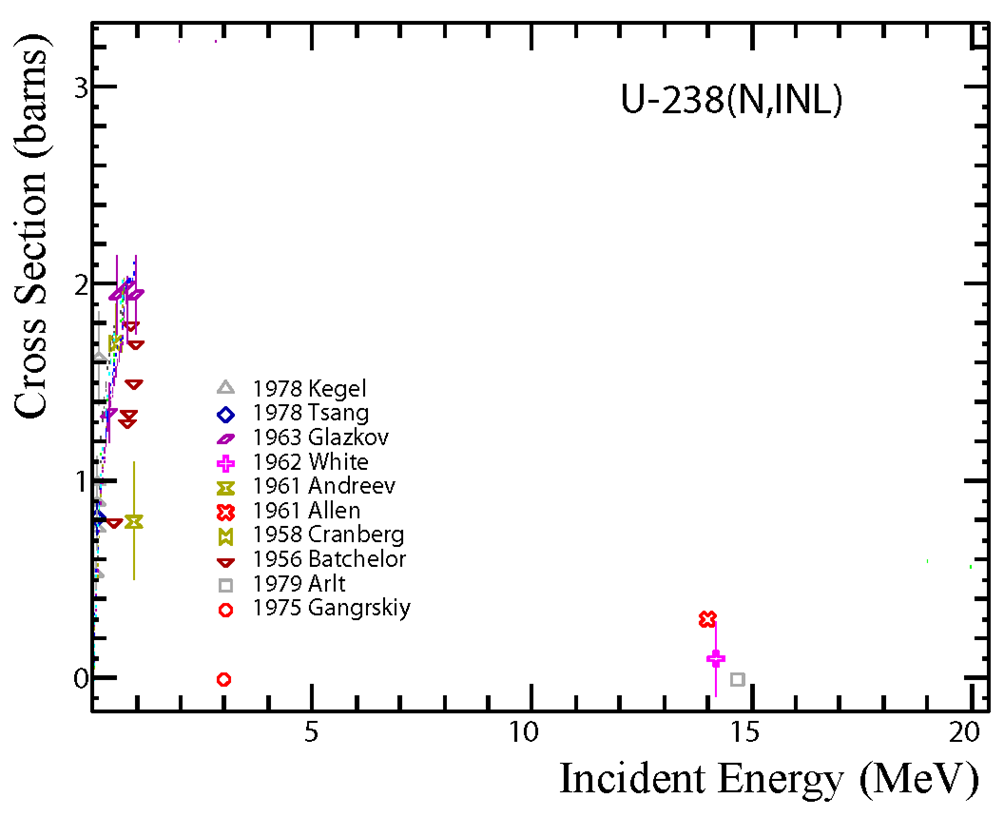 Cross Section (barns)
3
2
1
0
U-238(N,INL)
1978 Kegel
1978 Tsang
1963 Glazkov
1962 White
1961 Andreev
1961 Allen
1958 Cranberg
1956 Batchelor
1979 Arlt
1975 Gangrskiy
5
10
15
20
Incident Energy (MeV)